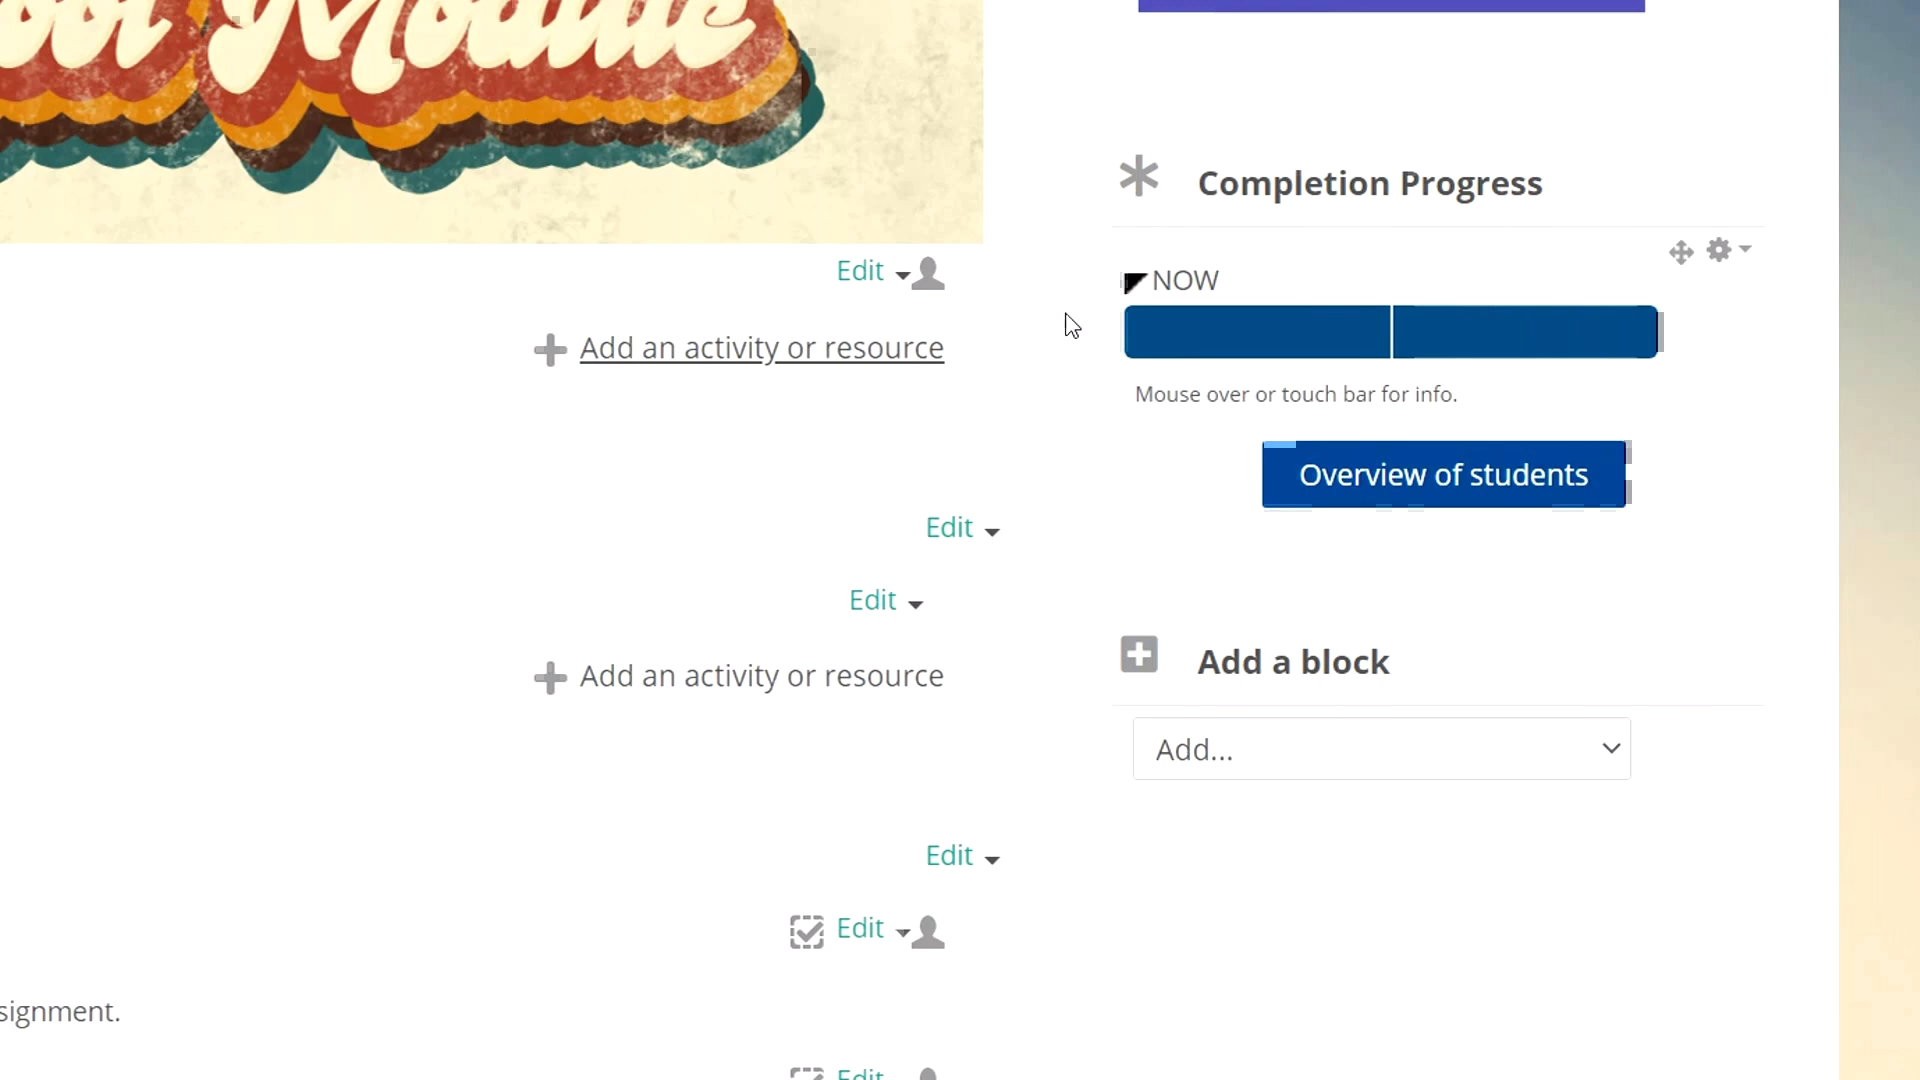 Module
Edit
Add an activity or resource
Edit
Edit
Add an activity or resource
Edit
Edit
signment.
Edit
Completion Progress
NOW
Mouse over or touch bar for info.
Overview of students
Add a block
Add...